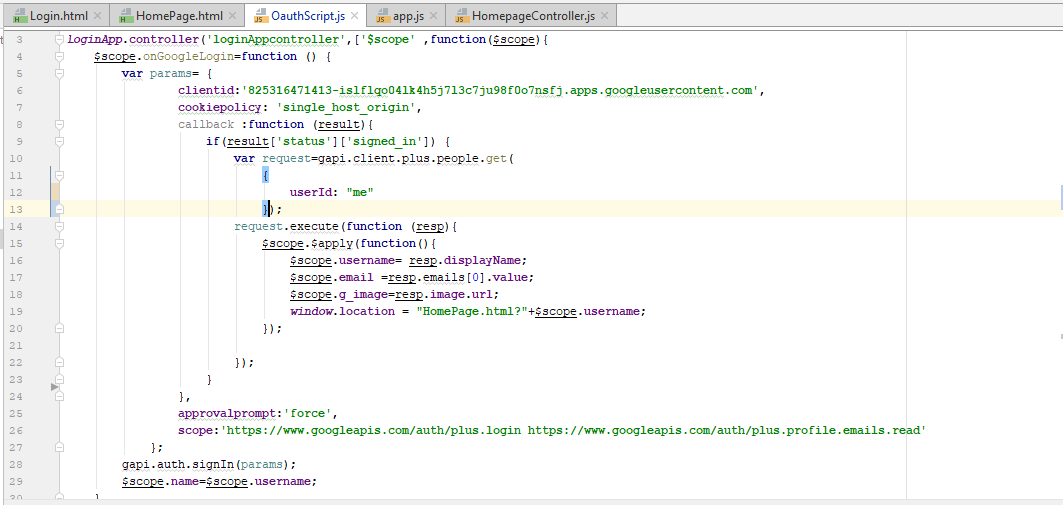 Login.html HomePage.html OauthScript.js app.js HomepageController.js
3 loginApp.controller('loginAppcontroller',['$scope' ,function($scope){
4 $scope.onGoogleLogin=function () {
5 var params= {
6 clientid:'825316471413-islflqo04lk4h5j7l3c7ju98f0o7nsfj.apps.googleusercontent.com',
7 cookiepolicy: 'single_host_origin',
8 callback :function (result){
9 if(result['status']['signed_in']) {
10 var request=gapi.client.plus.people.get(
11 {
12 userId: "me"
13 });
14 request.execute(function (resp){
15 $scope.$apply(function(){
16 $scope.username= resp.displayName;
17 $scope.email =resp.emails[0].value;
18 $scope.g_image=resp.image.url;
19 window.location = "HomePage.html?"+$scope.username;
20 });
21
22 });
23 }
24 },
25 approvalprompt:'force',
26 scope:'https://www.googleapis.com/auth/plus.login https://www.googleapis.com/auth/plus.profile.emails.read'
27 };
28 gapi.auth.signIn(params);
29 $scope.name=$scope.username;
30 }